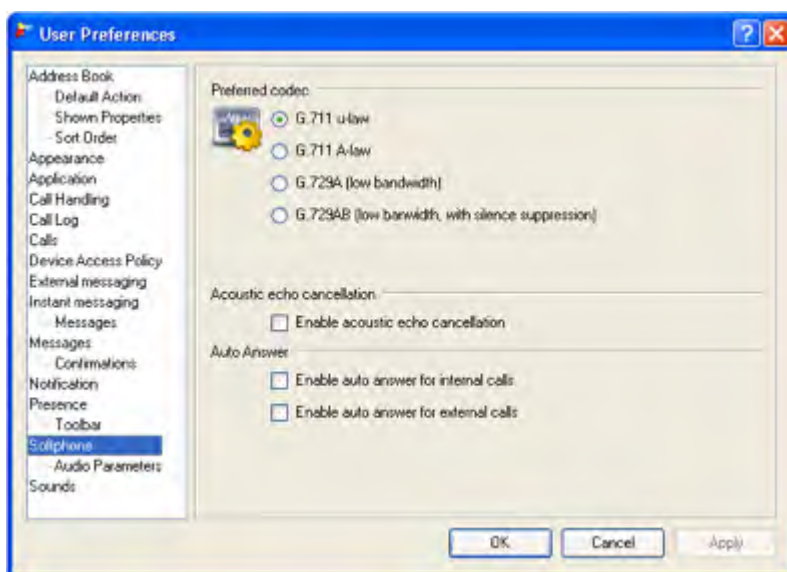 User Preferences
Address Book
Default Action
Shown Properties
Sort Order
Appearance
Application
Call Handling
Call Log
Calls
Device Access Policy
External messaging
Instant messaging
Messages
Messages
Confirmations
Notification
Presence
Toolbar
Softphone
Audio Parameters
Sounds
Preferred codec
G.711 u-law
G.711 A-law
G.729A (low bandwidth)
G.729AB (low banwidth, with silence suppression)
Acoustic echo cancellation
Enable acoustic echo cancellation
Auto Answer
Enable auto answer for internal calls
Enable auto answer for external calls
OK
Cancel
Apply